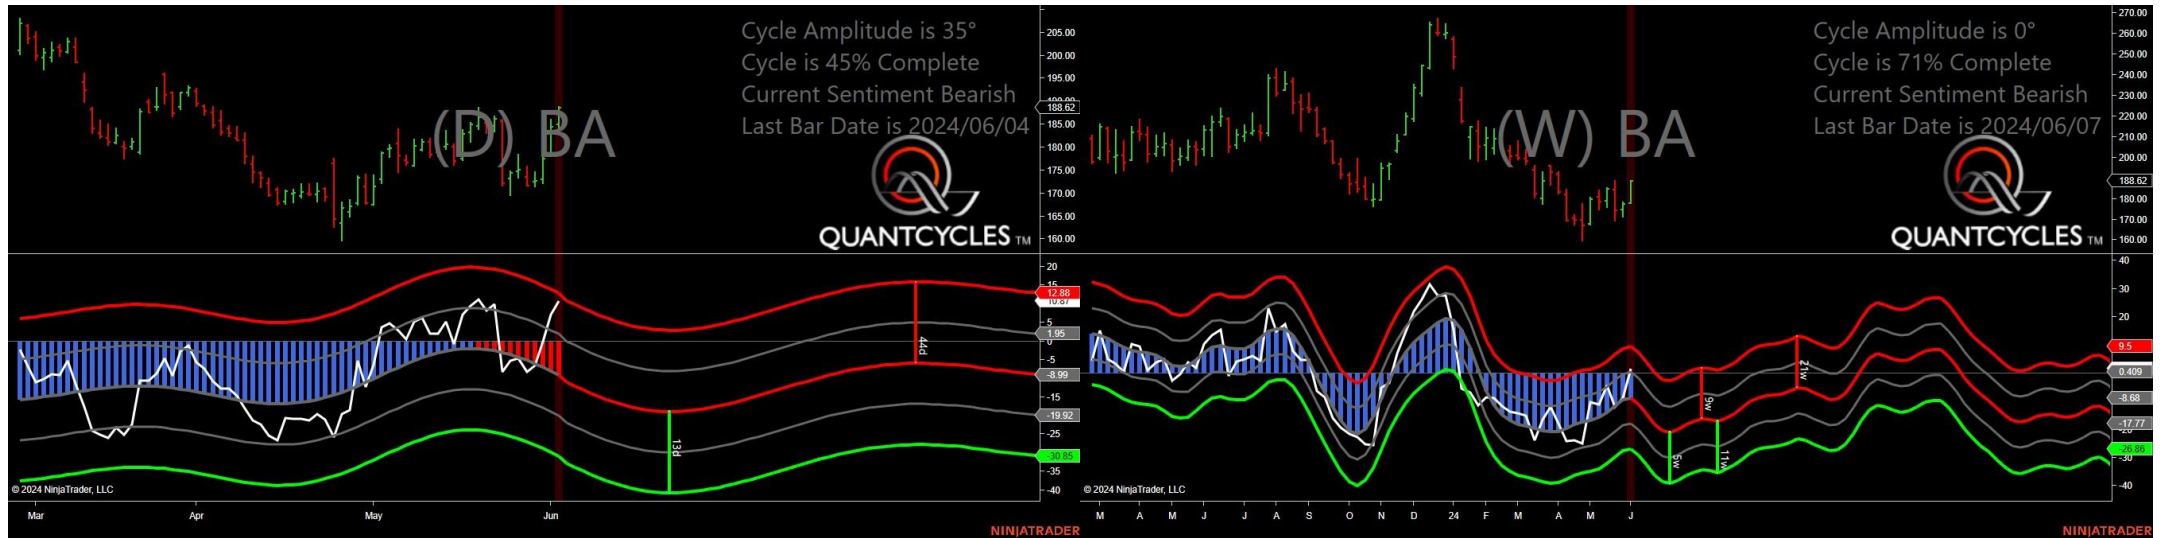 Cycle Amplitude is 35°
Cycle is 45% Complete
Current Sentiment Bearish
Last Bar Date is 2024/06/04
(D) BA
QUANTCYCLES TM
205.00
200.00
195.00
188.62
185.00
180.00
175.00
170.00
165.00
160.00
20
15
12.88
10.87
5
1.95
0
-5
-8.99
-15
-19.92
-25
-30.85
-35
-40
44d
13d
© 2024 NinjaTrader, LLC
Mar Apr May Jun
NINJATRADER
Cycle Amplitude is 0°
Cycle is 71% Complete
Current Sentiment Bearish
Last Bar Date is 2024/06/07
(W) BA
QUANTCYCLES TM
270.00
260.00
250.00
240.00
230.00
220.00
210.00
200.00
188.62
180.00
170.00
160.00
40
30
20
9.5
0.409
-8.68
-17.77
-26.86
-30
-40
21w
9w
5w
11w
© 2024 NinjaTrader, LLC
M A M J J A S O N D 24 F M A M J
NINJATRADER